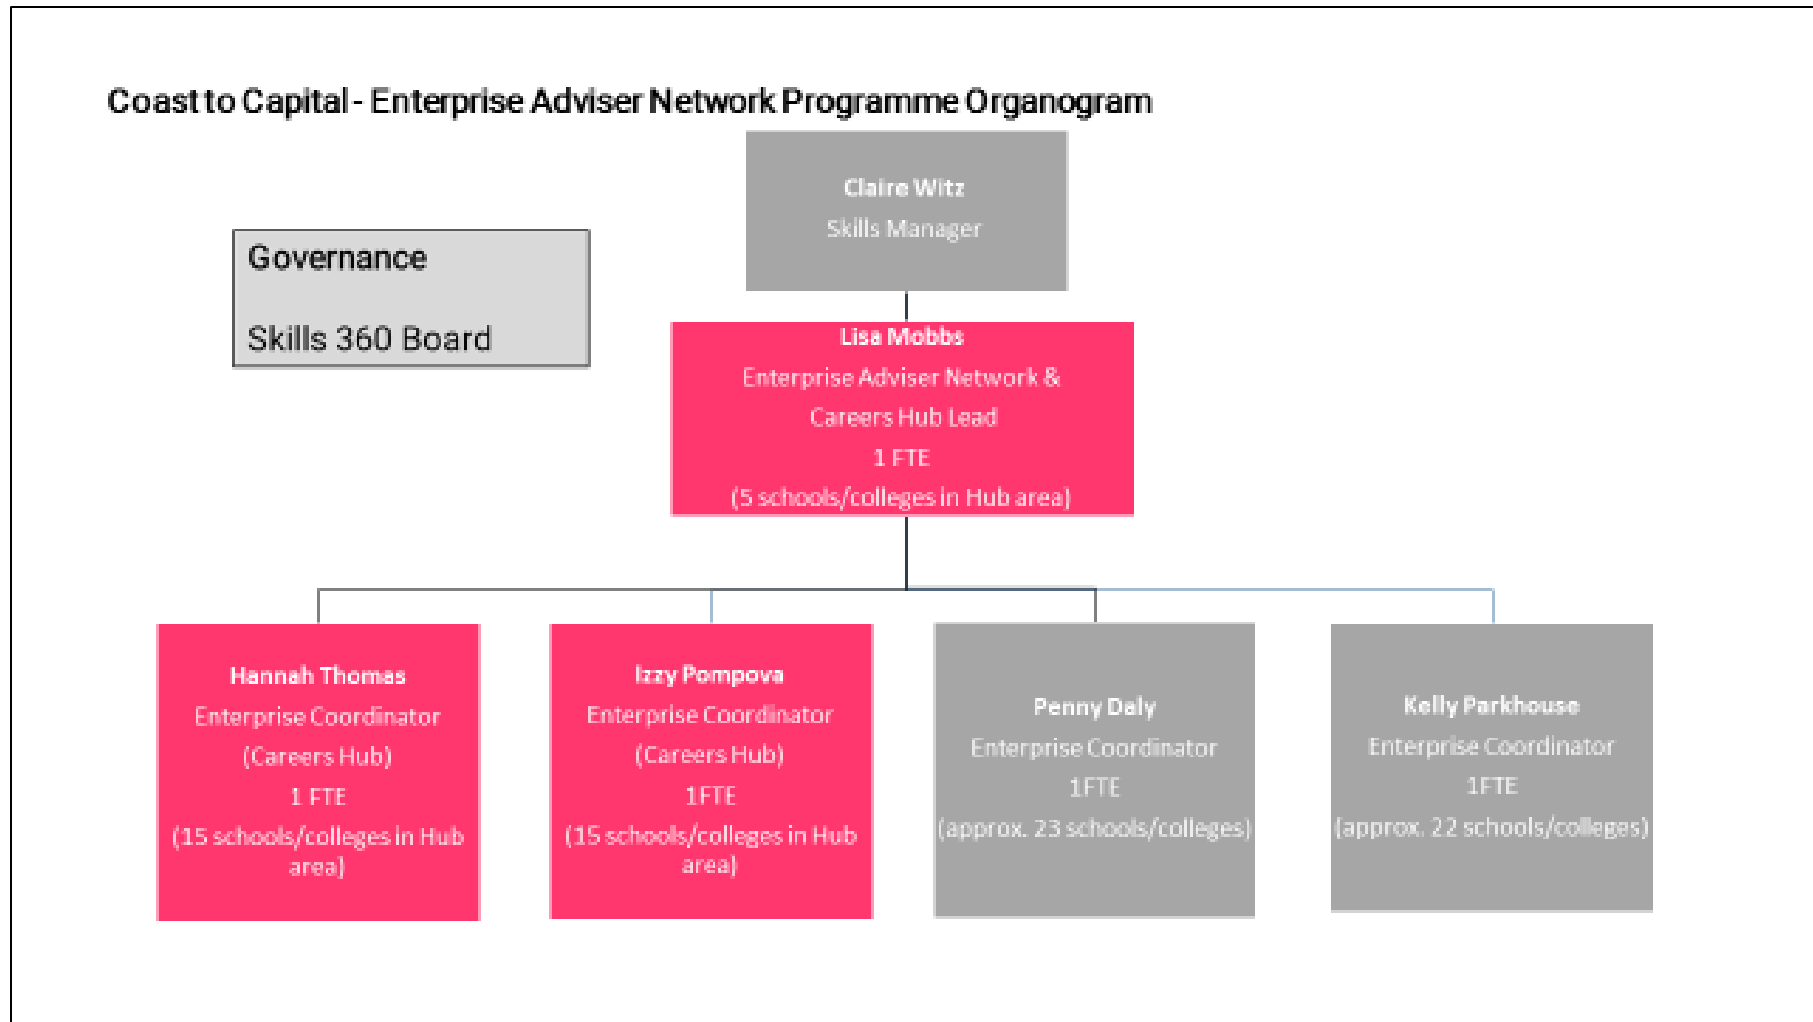 Coast to Capital - Enterprise Adviser Network Programme Organogram
Claire Witz
Skills Manager
Governance
Skills 360 Board
Lisa Mobbs
Enterprise Adviser Network &
Careers Hub Lead
1 FTE
(5 schools/colleges in Hub area)
Hannah Thomas
Enterprise Coordinator
(Careers Hub)
1 FTE
(15 schools/colleges in Hub
area)
Izzy Pompova
Enterprise Coordinator
(Careers Hub)
1FTE
(15 schools/colleges in Hub
area)
Penny Daly
Enterprise Coordinator
1FTE
(approx. 23 schools/colleges)
Kelly Parkhouse
Enterprise Coordinator
1FTE
(approx. 22 schools/colleges)